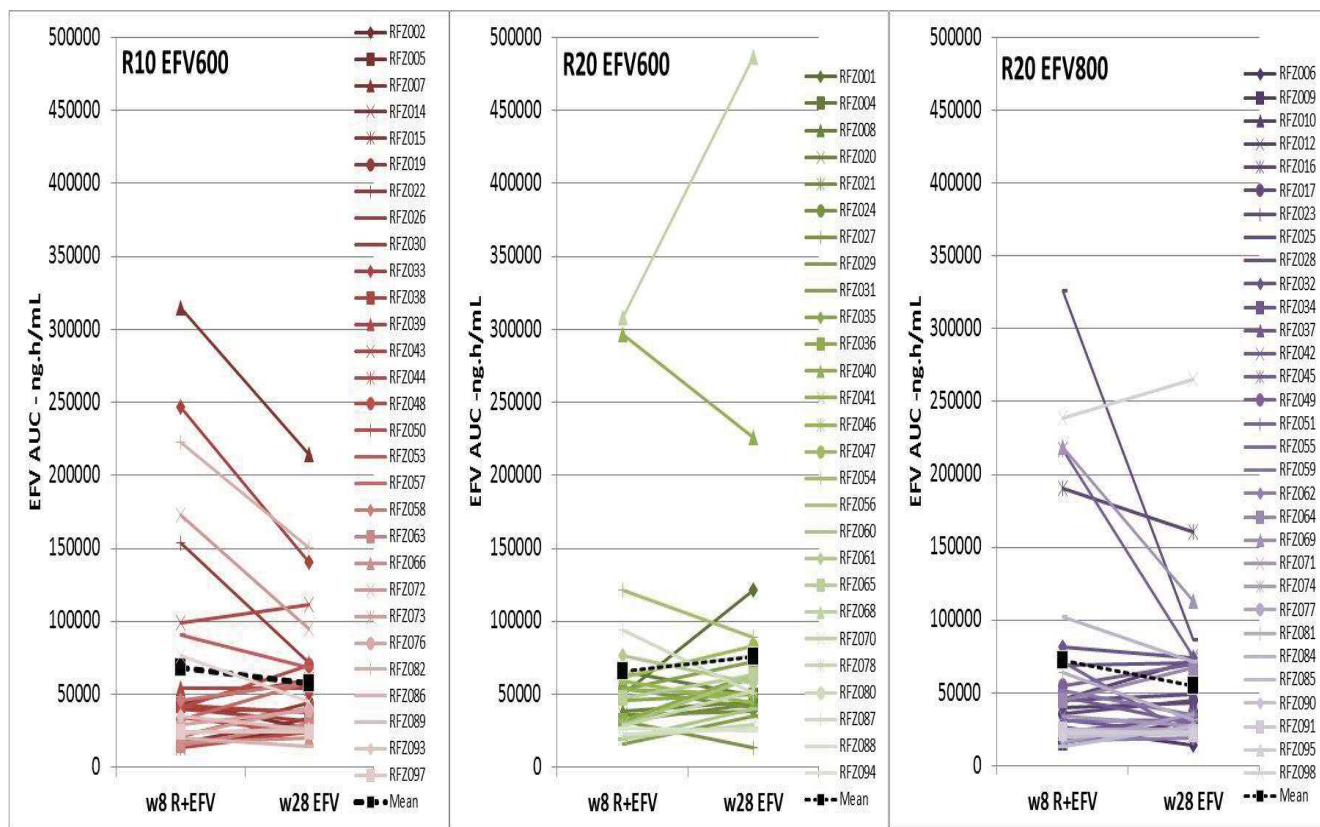 EFV AUC - ng.h/mL
R10 EFV600
500000
450000
400000
350000
300000
250000
200000
150000
100000
50000
0
w8 R+EFV
w28 EFV
RFZ002
RFZ005
RFZ007
RFZ014
RFZ015
RFZ019
RFZ022
RFZ026
RFZ030
RFZ033
RFZ038
RFZ039
RFZ043
RFZ044
RFZ048
RFZ050
RFZ053
RFZ057
RFZ058
RFZ063
RFZ066
RFZ072
RFZ073
RFZ076
RFZ082
RFZ086
RFZ089
RFZ093
RFZ097
Mean
EFV AUC -ng.h/mL
R20 EFV600
500000
450000
400000
350000
300000
250000
200000
150000
100000
50000
0
w8 R+EFV
w28 EFV
RFZ001
RFZ004
RFZ008
RFZ020
RFZ021
RFZ024
RFZ027
RFZ029
RFZ031
RFZ035
RFZ036
RFZ040
RFZ041
RFZ046
RFZ047
RFZ054
RFZ056
RFZ060
RFZ061
RFZ065
RFZ068
RFZ070
RFZ078
RFZ080
RFZ087
RFZ088
RFZ094
Mean
EFV AUC -ng.h/mL
R20 EFV800
500000
450000
400000
350000
300000
250000
200000
150000
100000
50000
0
w8 R+EFV
w28 EFV
RFZ006
RFZ009
RFZ010
RFZ012
RFZ016
RFZ017
RFZ023
RFZ025
RFZ028
RFZ032
RFZ034
RFZ037
RFZ042
RFZ045
RFZ049
RFZ051
RFZ055
RFZ059
RFZ062
RFZ064
RFZ069
RFZ071
RFZ074
RFZ077
RFZ081
RFZ084
RFZ085
RFZ090
RFZ091
RFZ095
RFZ098
Mean